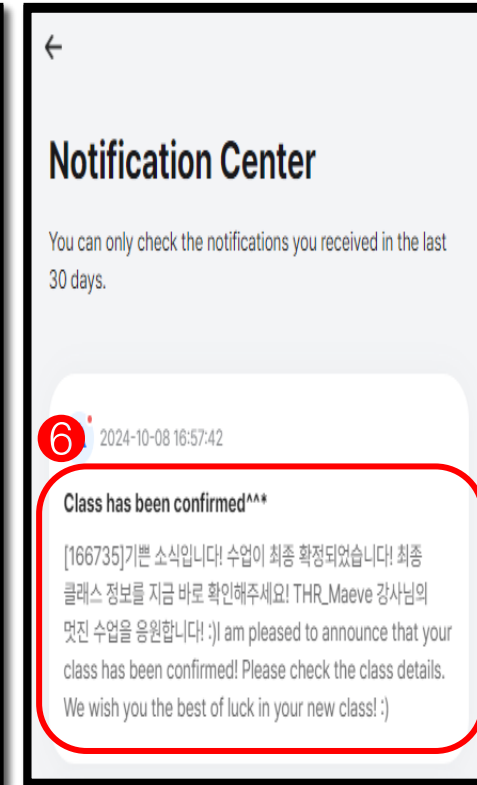 ←
Notification Center
You can only check the notifications you received in the last
30 days.
6
2024-10-08 16:57:42
Class has been confirmed^^*
[166735]기쁜 소식입니다! 수업이 최종 확정되었습니다! 최종
클래스 정보를 지금 바로 확인해주세요! THR_Maeve 강사님의
멋진 수업을 응원합니다! :)I am pleased to announce that your
class has been confirmed! Please check the class details.
We wish you the best of luck in your new class! :)